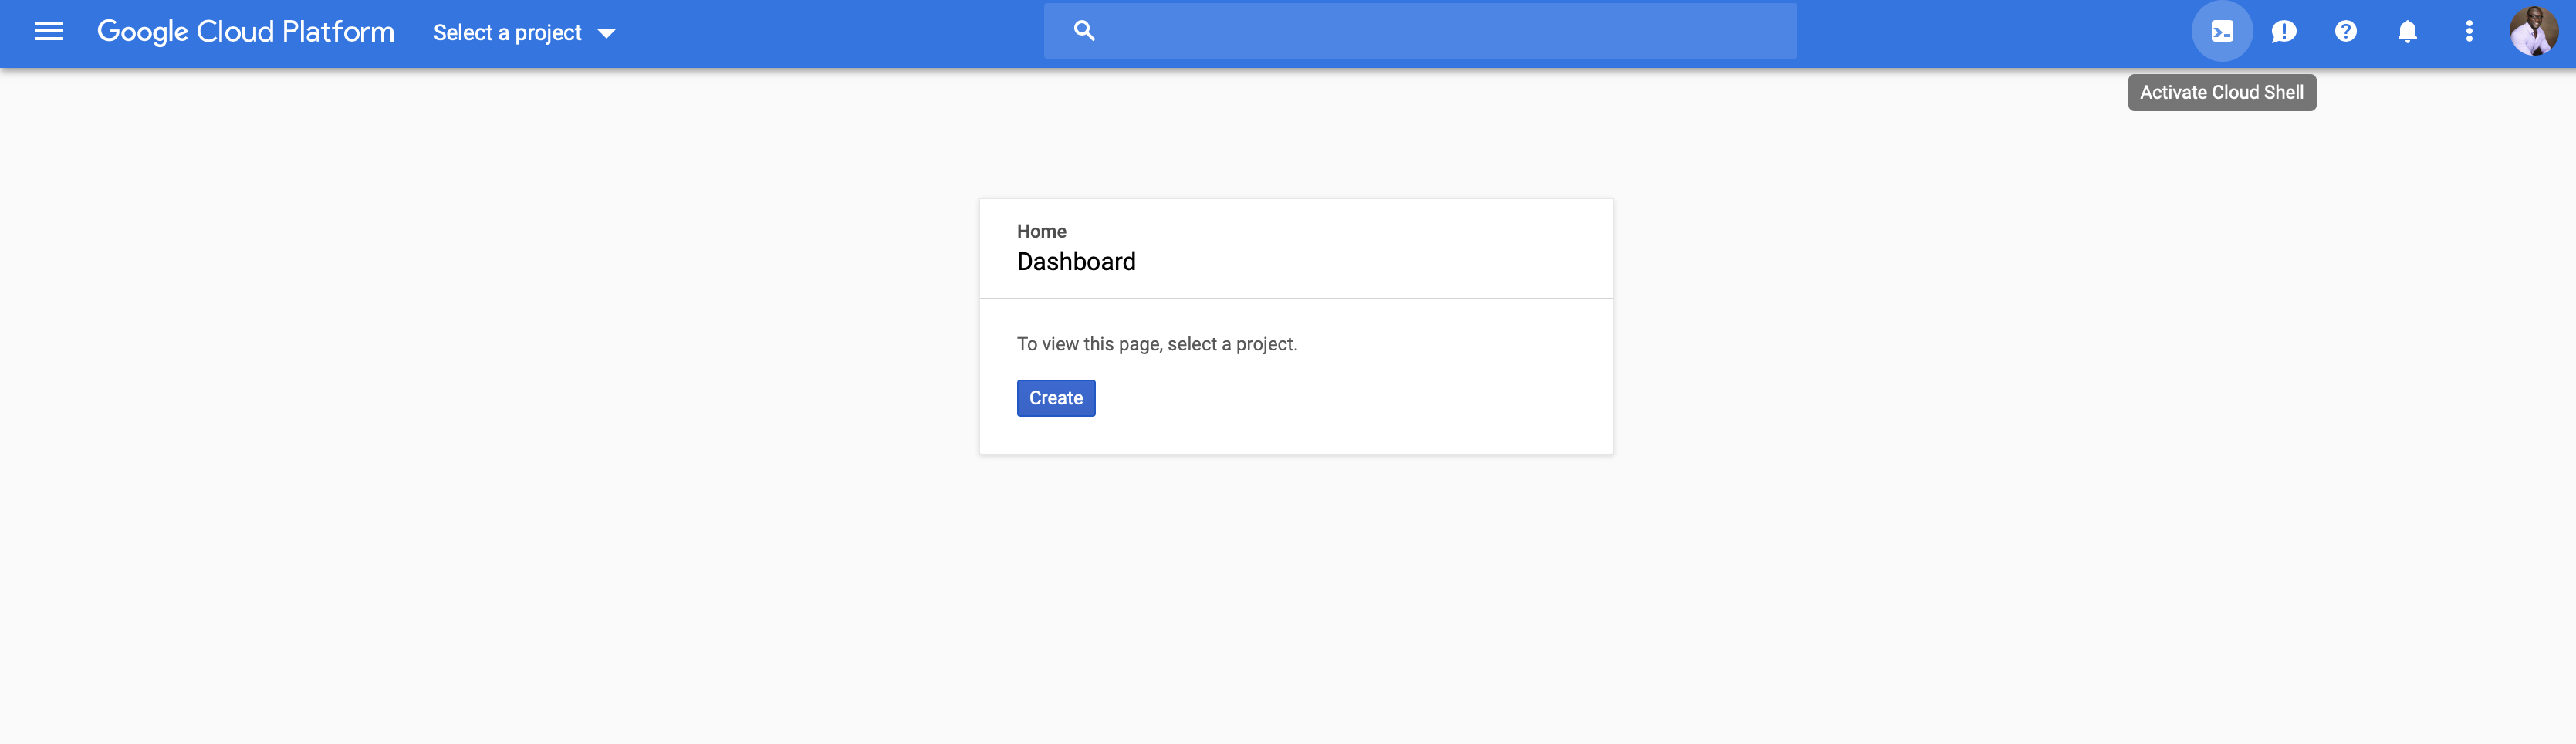 Google Cloud Platform
Select a project
Activate Cloud Shell
Home
Dashboard
To view this page, select a project.
Create